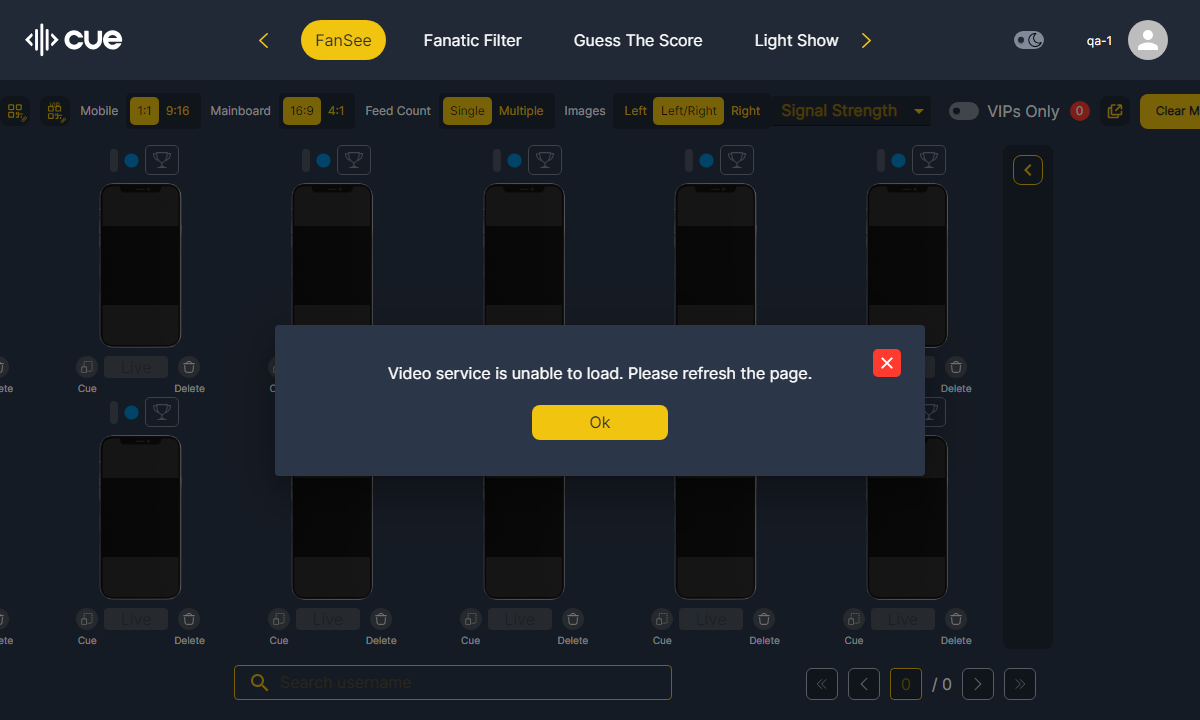 cue
FanSee
Fanatic Filter
Guess The Score
Light Show
qa-1
Mobile 1:1 9:16 Mainboard 16:9 4:1 Feed Count Single Multiple Images Left Left/Right Right Signal Strength VIPs Only 0 Clear M
Live
ete Cue Delete C Delete
Video service is unable to load. Please refresh the page.
Ok
Live Live Live Live Live
ete Cue Delete Cue Delete Cue Delete Cue Delete Cue Delete
Search username
0 / 0